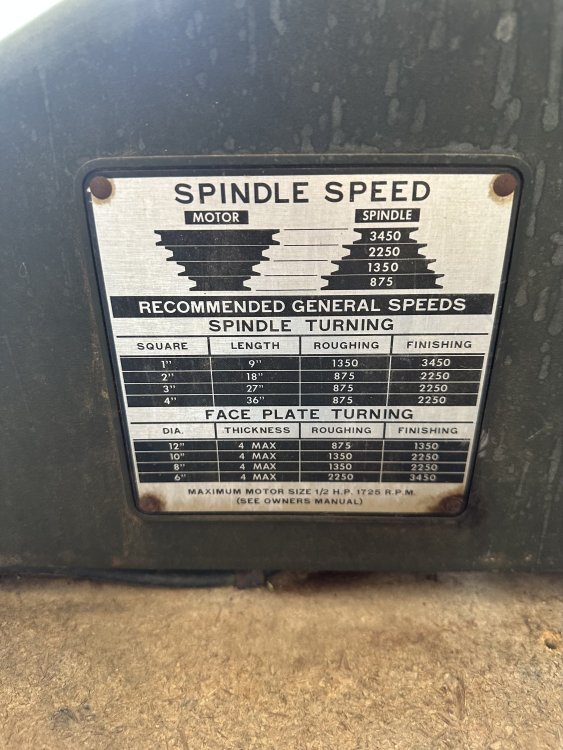 SPINDLE SPEED
MOTOR SPINDLE
3450
2250
1350
875
RECOMMENDED GENERAL SPEEDS
SPINDLE TURNING
SQUARE LENGTH ROUGHING FINISHING
1" 9" 1350 3450
2" 18" 875 2250
3" 27" 875 2250
4" 36" 875 2250
FACE PLATE TURNING
DIA. THICKNESS ROUGHING FINISHING
12" 4 MAX 875 1350
10" 4 MAX 1350 2250
8" 4 MAX 1350 2250
6" 4 MAX 2250 3450
MAXIMUM MOTOR SIZE 1/2 H.P. 1725 R.P.M.
(SEE OWNERS MANUAL)